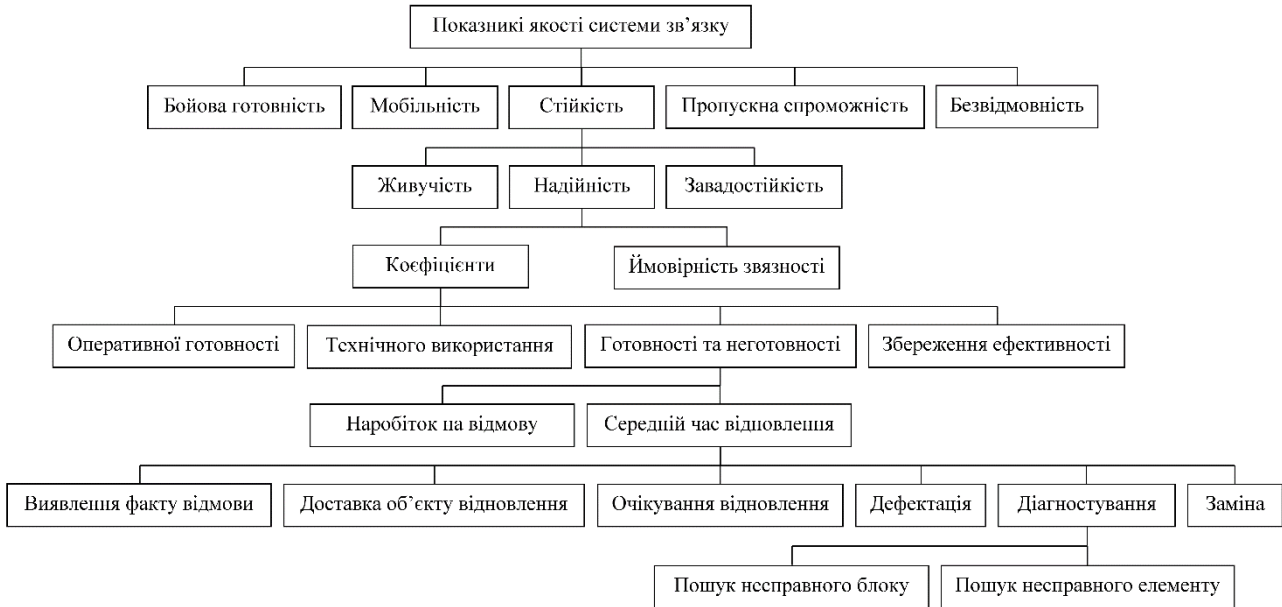 Показникі якості системи зв’язку
Бойова готовність
Мобільність
Стійкість
Пропускна спроможність
Безвідмовність
Живучість
Надійність
Завадостійкість
Коефіцієнти
Ймовірність звязності
Оперативної готовності
Технічного використання
Готовності та неготовності
Збереження ефективності
Наробіток на відмову
Середній час відновлення
Виявлення факту відмови
Доставка об’єкту відновлення
Очікування відновлення
Дефектація
Діагностування
Заміна
Пошук несправного блоку
Пошук несправного елементу